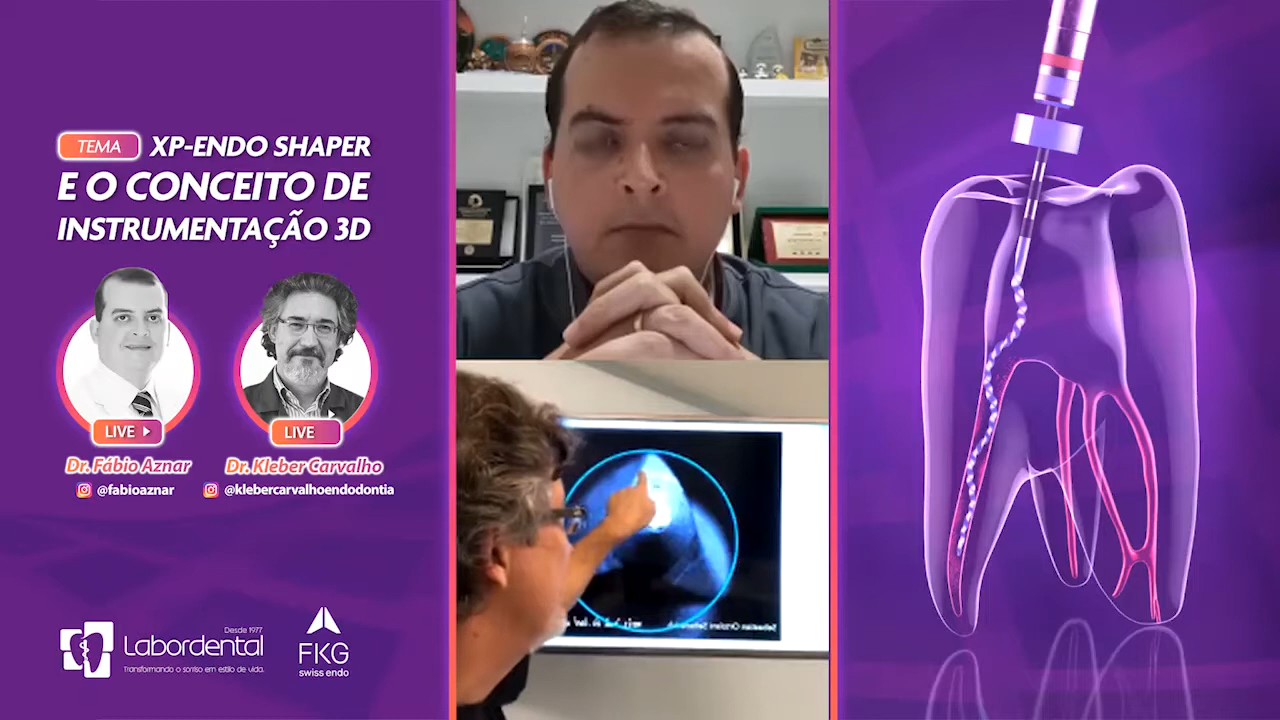 TEMA XP-ENDO SHAPER
E O CONCEITO DE
INSTRUMENTAÇÃO 3D
LIVE
LIVE
Dr. Fábio Aznar
Dr. Kleber Carvalho
@fabioaznar
@klebercarvalhoendodontia
Desde 1977
Labordental
Transformando o sorriso em estilo de vida.
FKG
swiss endo